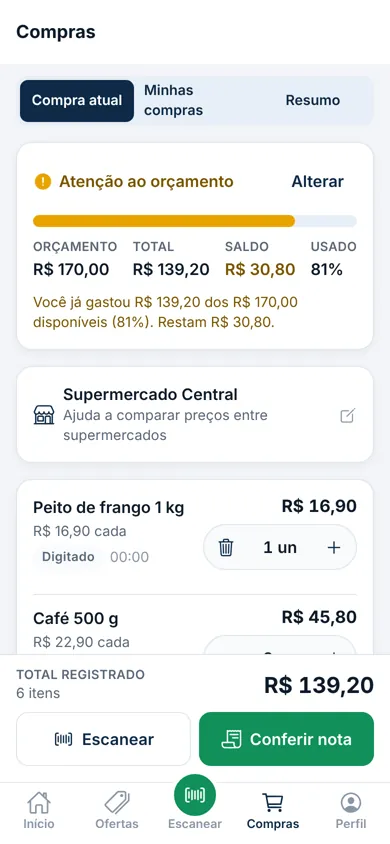 Compras
Compra atual
Minhas
compras
Resumo
Atenção ao orçamento
Alterar
ORÇAMENTO TOTAL SALDO USADO
R$ 170,00 R$ 139,20 R$ 30,80 81%
Você já gastou R$ 139,20 dos R$ 170,00
disponíveis (81%). Restam R$ 30,80.
Supermercado Central
Ajuda a comparar preços entre
supermercados
Peito de frango 1 kg R$ 16,90
R$ 16,90 cada
1 un
Digitado 00:00
Café 500 g R$ 45,80
R$ 22,90 cada
TOTAL REGISTRADO
6 itens
R$ 139,20
Escanear
Conferir nota
Início Ofertas Escanear Compras Perfil